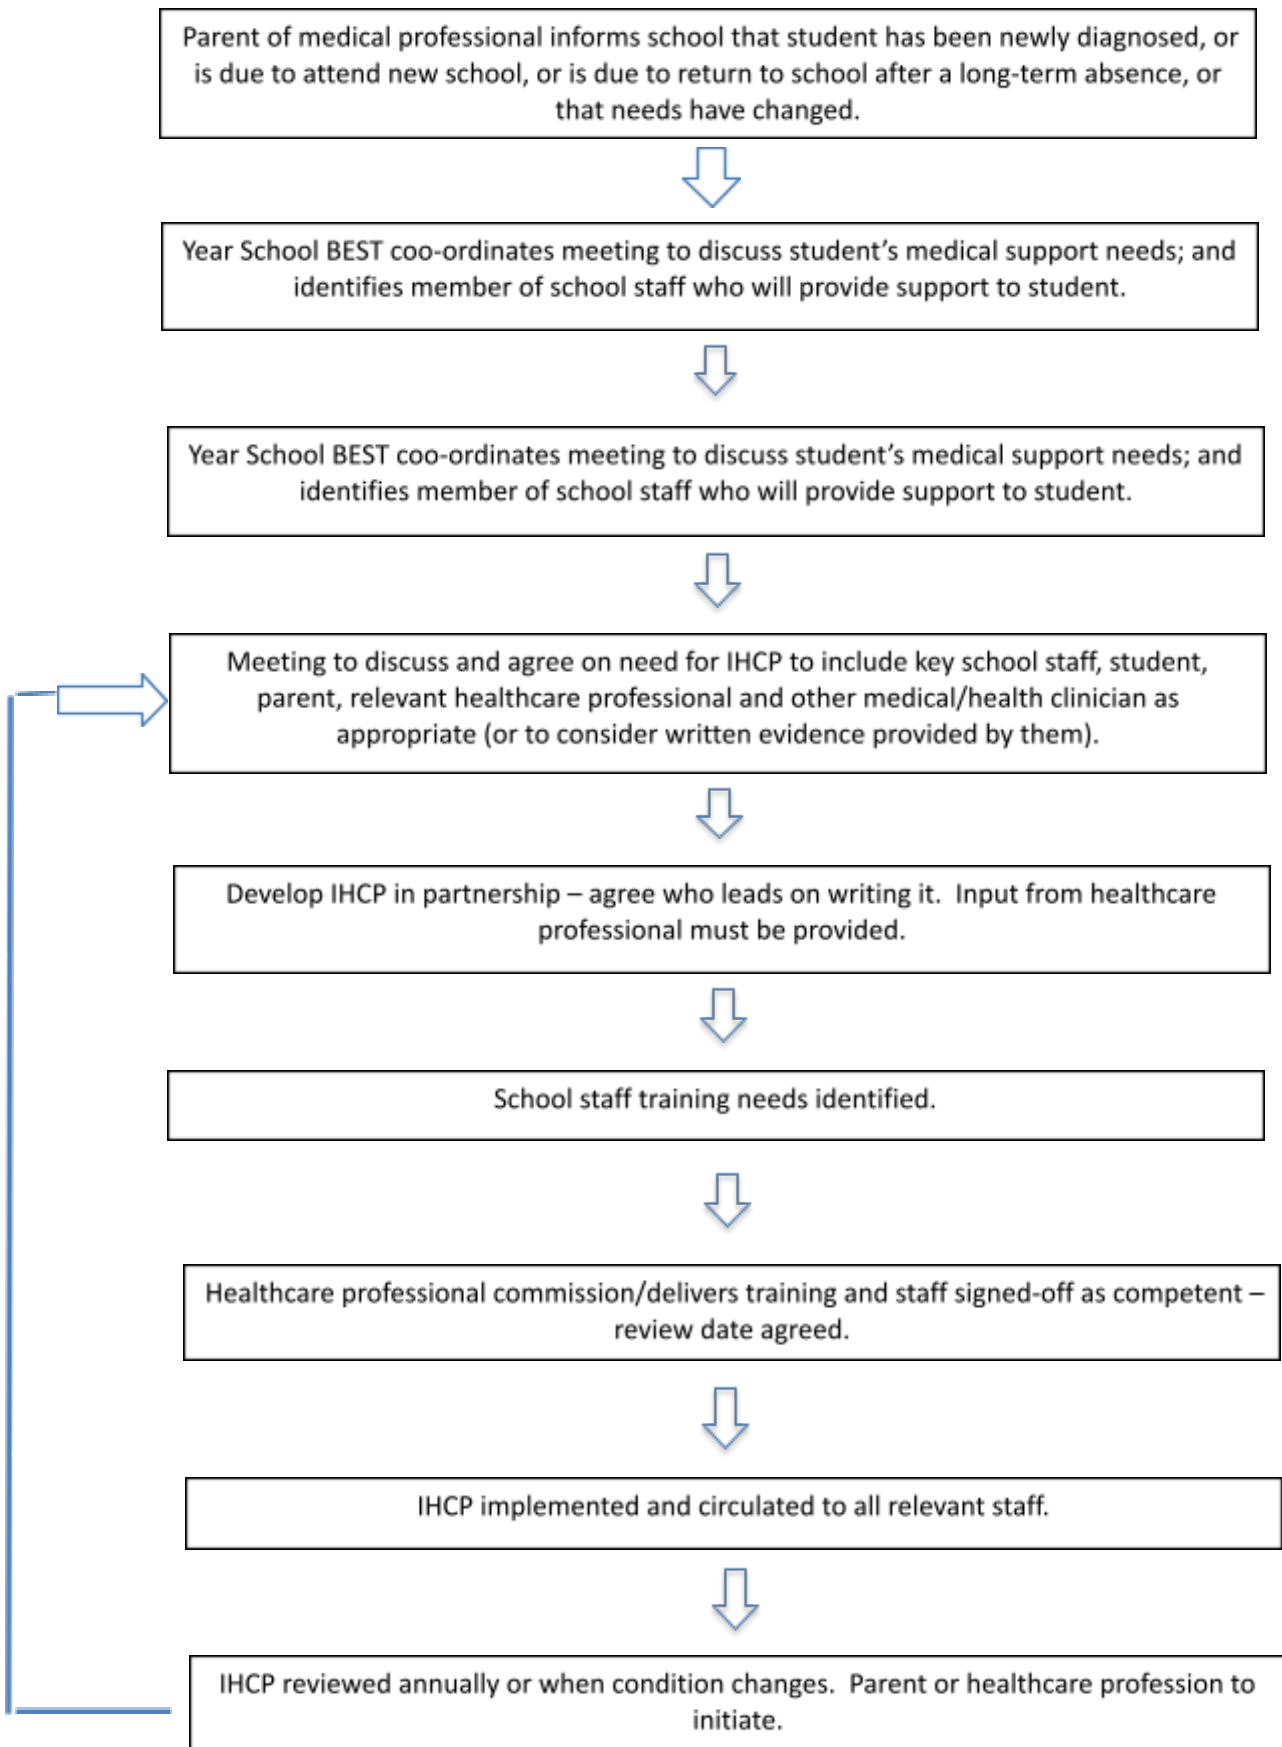 Parent of medical professional informs school that student has been newly diagnosed, or
is due to attend new school, or is due to return to school after a long-term absence, or
that needs have changed.
Year School BEST coo-ordinates meeting to discuss student’s medical support needs; and
identifies member of school staff who will provide support to student.
Year School BEST coo-ordinates meeting to discuss student’s medical support needs; and
identifies member of school staff who will provide support to student.
Meeting to discuss and agree on need for IHCP to include key school staff, student,
parent, relevant healthcare professional and other medical/health clinician as
appropriate (or to consider written evidence provided by them).
Develop IHCP in partnership – agree who leads on writing it.  Input from healthcare
professional must be provided.
School staff training needs identified.
Healthcare professional commission/delivers training and staff signed-off as competent –
review date agreed.
IHCP implemented and circulated to all relevant staff.
IHCP reviewed annually or when condition changes.  Parent or healthcare profession to
initiate.